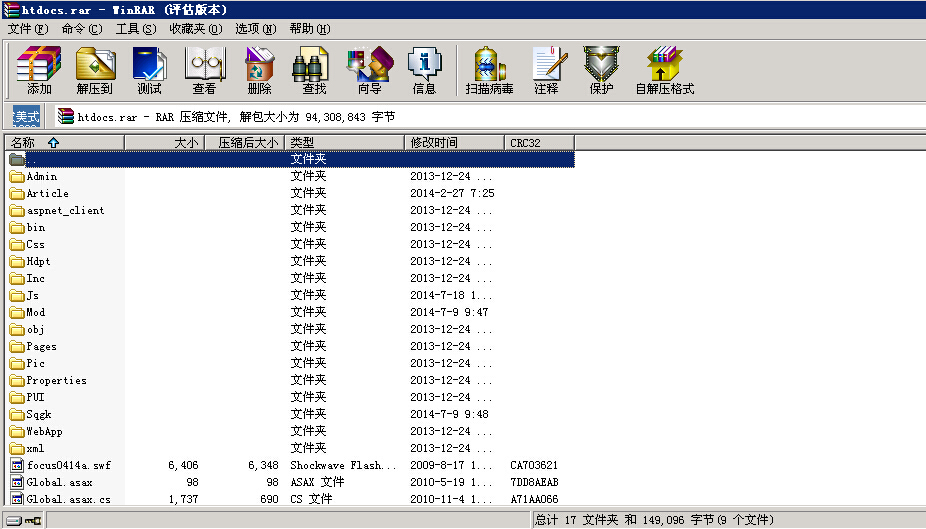 htdocs.rar - WinRAR (评估版本)
文件(F) 命令(C) 工具(S) 收藏夹(O) 选项(N) 帮助(H)
添加 解压到 测试 查看 删除 查找 向导 信息 扫描病毒 注释 保护 自解压格式
美式 htdocs.rar - RAR 压缩文件, 解包大小为 94,308,843 字节
名称 大小 压缩后大小 类型 修改时间 CRC32
.. 文件夹
Admin 文件夹 2013-12-24 ...
Article 文件夹 2014-2-27 7:25
aspnet_client 文件夹 2013-12-24 ...
bin 文件夹 2013-12-24 ...
Css 文件夹 2013-12-24 ...
Hdpt 文件夹 2013-12-24 ...
Inc 文件夹 2013-12-24 ...
Js 文件夹 2014-7-18 1...
Mod 文件夹 2014-7-9 9:47
obj 文件夹 2013-12-24 ...
Pages 文件夹 2013-12-24 ...
Pic 文件夹 2013-12-24 ...
Properties 文件夹 2013-12-24 ...
PUI 文件夹 2013-12-24 ...
Sqgk 文件夹 2014-7-9 9:48
WebApp 文件夹 2013-12-24 ...
xml 文件夹 2013-12-24 ...
focus0414a.swf 6,406 6,348 Shockwave Flash... 2009-8-17 1... CA703621
Global.asax 98 98 ASAX 文件 2010-5-19 1... 7DD8AEAB
Global.asax.cs 1,737 690 CS 文件 2010-11-4 1... A71AA066
总计 17 文件夹 和 149,096 字节(9 个文件)